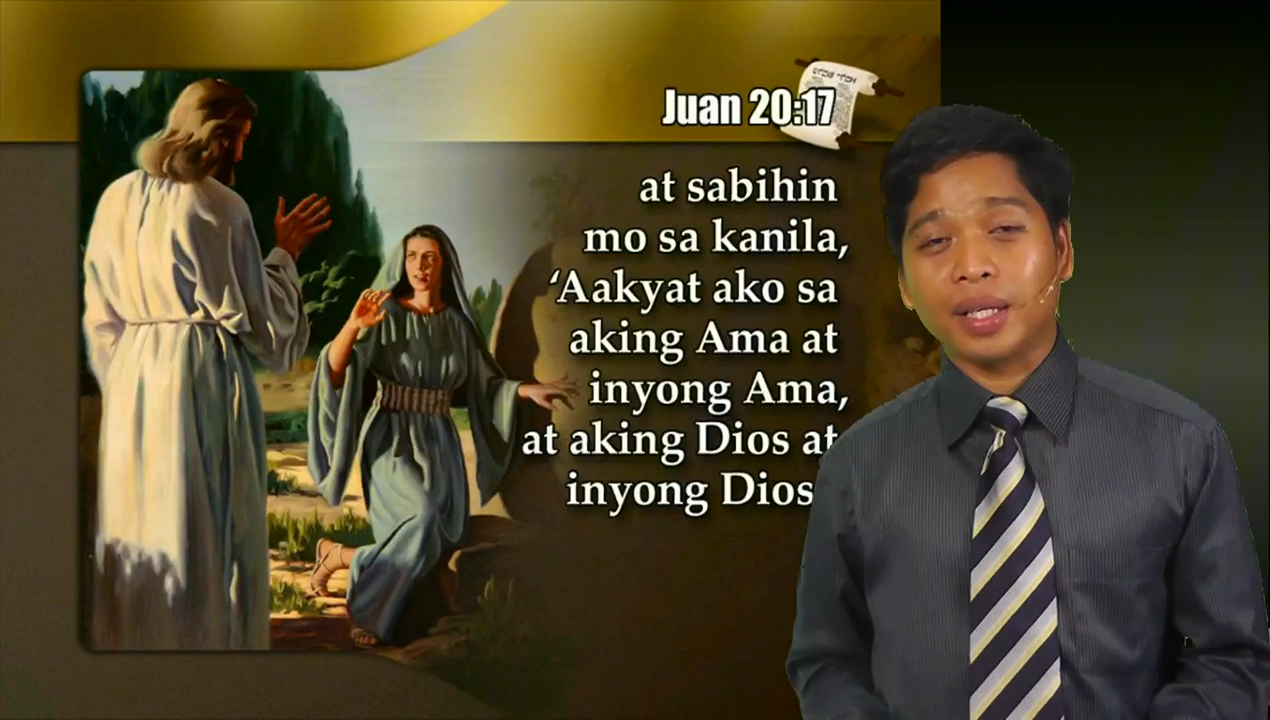 Juan 20:17
at sabihin
mo sa kanila,
‘Aakyat ako sa
aking Ama at
inyong Ama,
at aking Dios at
inyong Dios